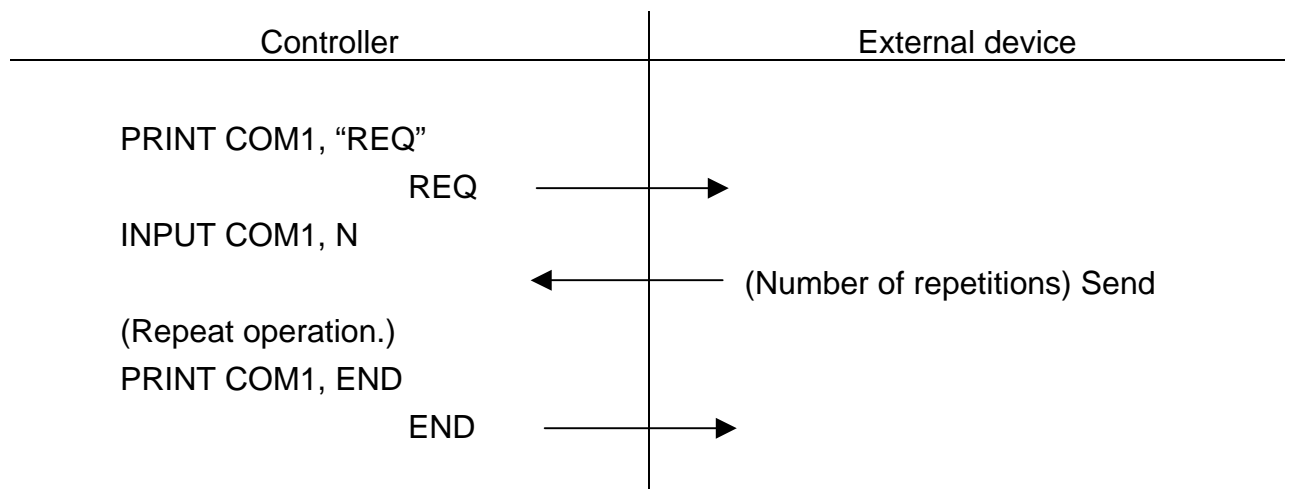 Controller External device
PRINT COM1, “REQ”
REQ
INPUT COM1, N
(Number of repetitions) Send
(Repeat operation.)
PRINT COM1, END
END